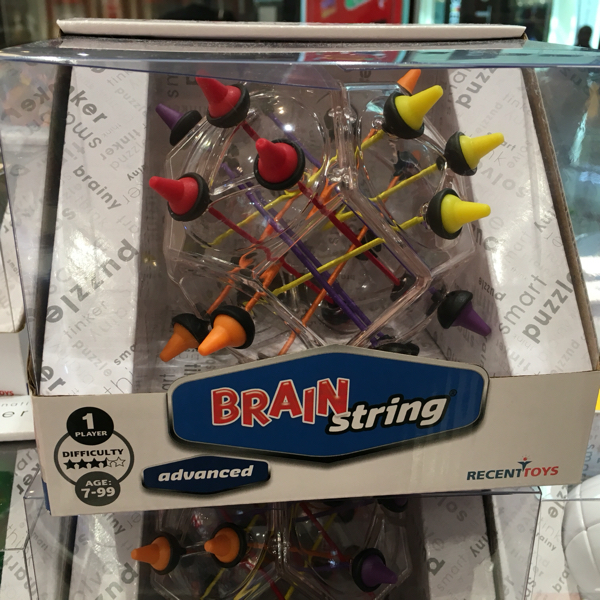 BRAIN
string
advanced
1
PLAYER
DIFFICULTY
AGE:
7-99
RECENTTOYS
smart
puzzle
brainy